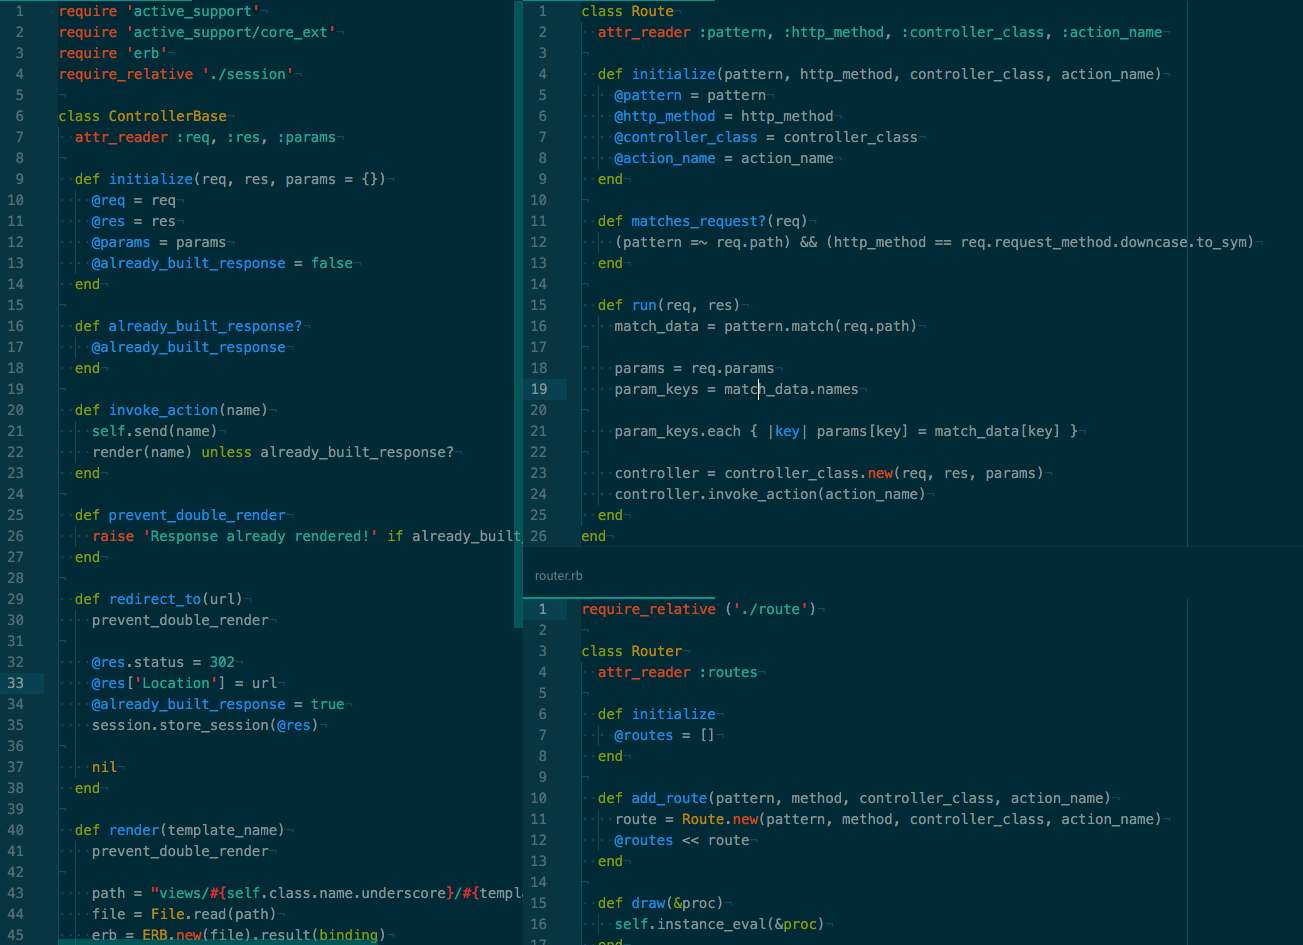 1 require 'active_support'
2 require 'active_support/core_ext'
3 require 'erb'
4 require_relative './session'
5
6 class ControllerBase
7 attr_reader :req, :res, :params
8
9 def initialize(req, res, params = {})
10 @req = req
11 @res = res
12 @params = params
13 @already_built_response = false
14 end
15
16 def already_built_response?
17 @already_built_response
18 end
19
20 def invoke_action(name)
21 self.send(name)
22 render(name) unless already_built_response?
23 end
24
25 def prevent_double_render
26 raise 'Response already rendered!' if already_built_
27 end
28
29 def redirect_to(url)
30 prevent_double_render
31
32 @res.status = 302
33 @res['Location'] = url
34 @already_built_response = true
35 session.store_session(@res)
36
37 nil
38 end
39
40 def render(template_name)
41 prevent_double_render
42
43 path = "views/#{self.class.name.underscore}/#{templ
44 file = File.read(path)
45 erb = ERB.new(file).result(binding)
1 class Route
2 attr_reader :pattern, :http_method, :controller_class, :action_name
3
4 def initialize(pattern, http_method, controller_class, action_name)
5 @pattern = pattern
6 @http_method = http_method
7 @controller_class = controller_class
8 @action_name = action_name
9 end
10
11 def matches_request?(req)
12 (pattern =~ req.path) && (http_method == req.request_method.downcase.to_sym)
13 end
14
15 def run(req, res)
16 match_data = pattern.match(req.path)
17
18 params = req.params
19 param_keys = match_data.names
20
21 param_keys.each { |key| params[key] = match_data[key] }
22
23 controller = controller_class.new(req, res, params)
24 controller.invoke_action(action_name)
25 end
26 end
router.rb
1 require_relative ('./route')
2
3 class Router
4 attr_reader :routes
5
6 def initialize
7 @routes = []
8 end
9
10 def add_route(pattern, method, controller_class, action_name)
11 route = Route.new(pattern, method, controller_class, action_name)
12 @routes << route
13 end
14
15 def draw(&proc)
16 self.instance_eval(&proc)
17 end